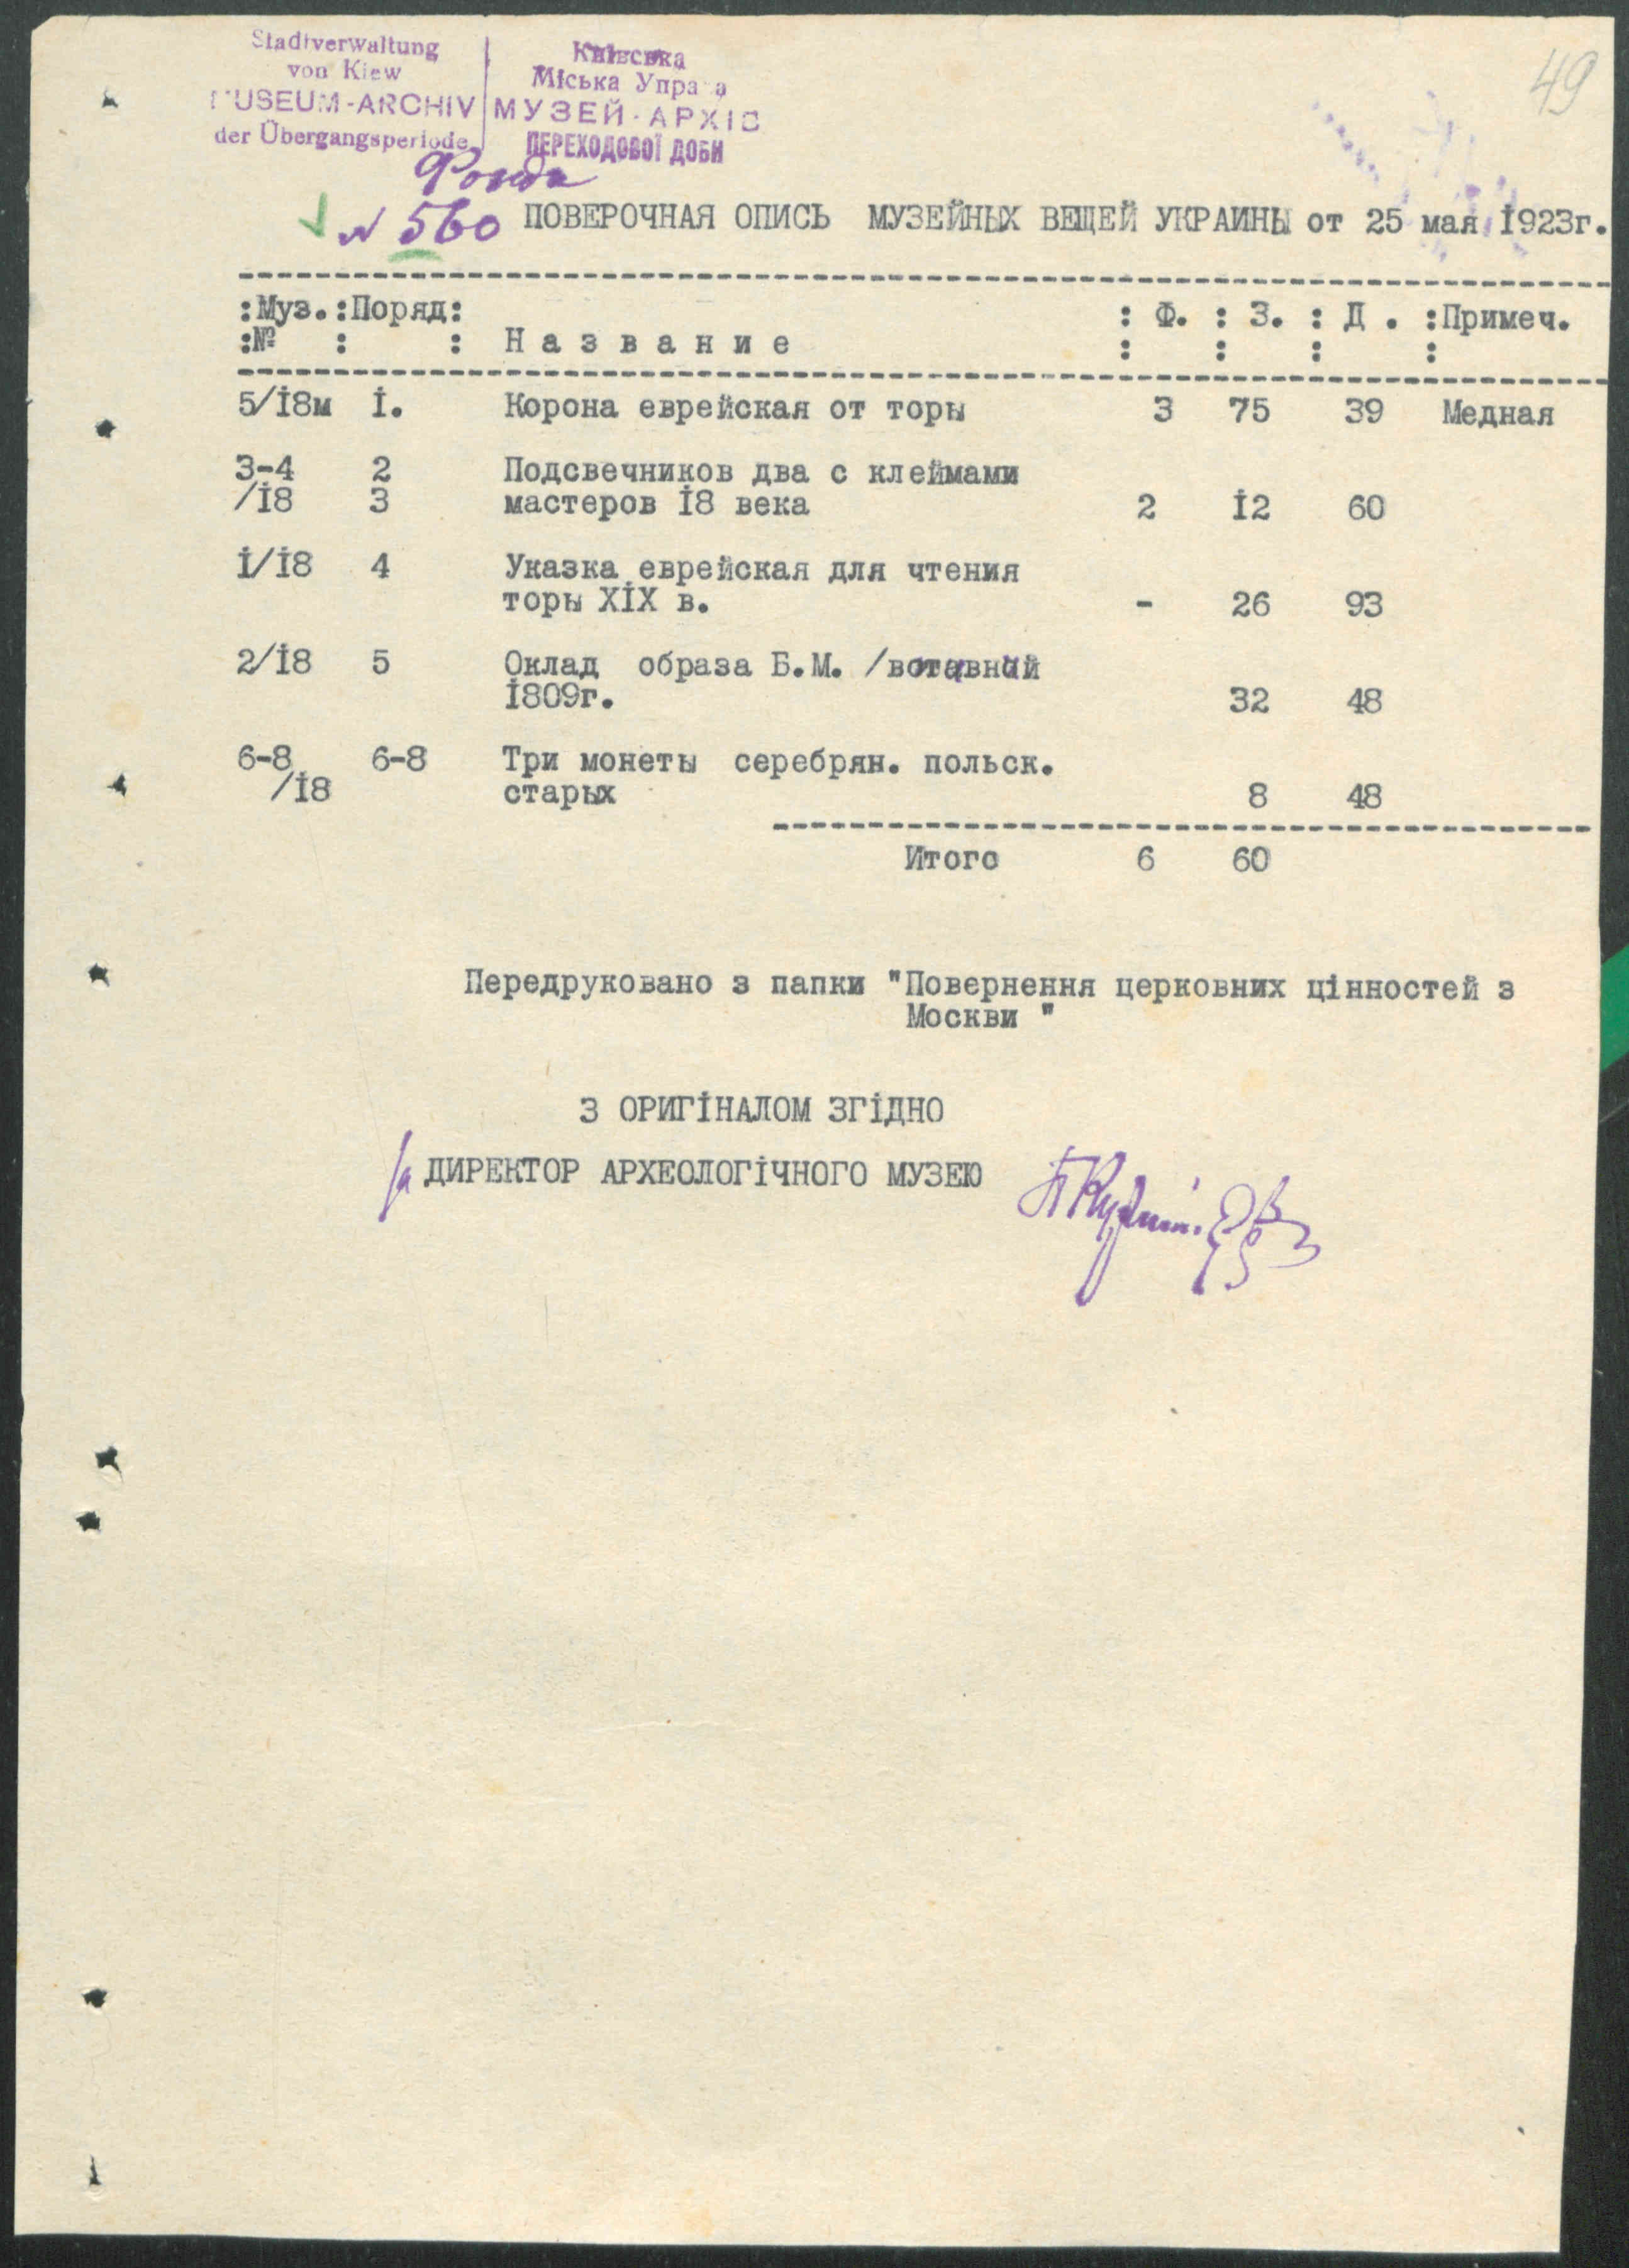 49
Stadtverwaltung
von Kiew
MUSEUM-ARCHIV
der Übergangsperiode
Київська
Міська Управа
МУЗЕЙ-АРХІВ
ПЕРЕХОДОВОЇ ДОБИ
Фонд
№ 560 ПОВЕРОЧНАЯ ОПИСЬ МУЗЕЙНЫХ ВЕЩЕЙ УКРАИНЫ от 25 мая І923г.
:Муз.:Поряд: : Ф. : З. : Д . :Примеч.
:№ : : Н а з в а н и е : : : :
5/І8м І. Корона еврейская от торы 3 75 39 Медная
3-4 2 Подсвечников два с клеймами
/І8 3 мастеров І8 века 2 І2 60
І/І8 4 Указка еврейская для чтения
торы ХІХ в. - 26 93
2/І8 5 Оклад образа Б.М. /
І809г. 32 48
6-8 6-8 Три монеты серебрян. польск.
/І8 старых 8 48
Итого 6 60
Передруковано з папки "Повернення церковних цінностей з
Москви "
З ОРИГІНАЛОМ ЗГІДНО
ДИРЕКТОР АРХЕОЛОГІЧНОГО МУЗЕЮ